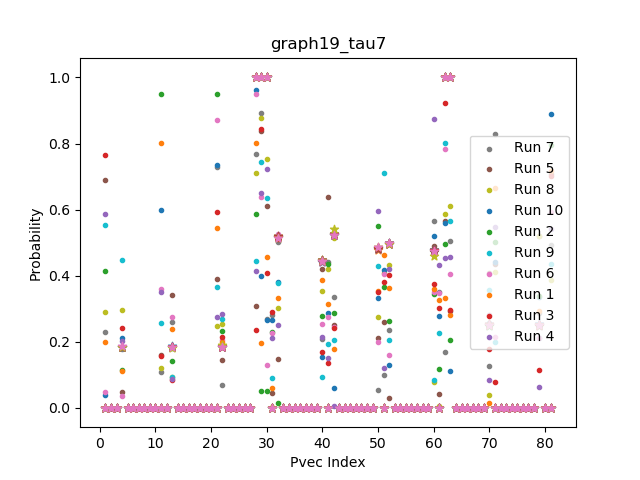 graph19_tau7
1.0
0.8
0.6
0.4
0.2
0.0
Probability
0 10 20 30 40 50 60 70 80
Pvec Index
Run 7
Run 5
Run 8
Run 10
Run 2
Run 9
Run 6
Run 1
Run 3
Run 4